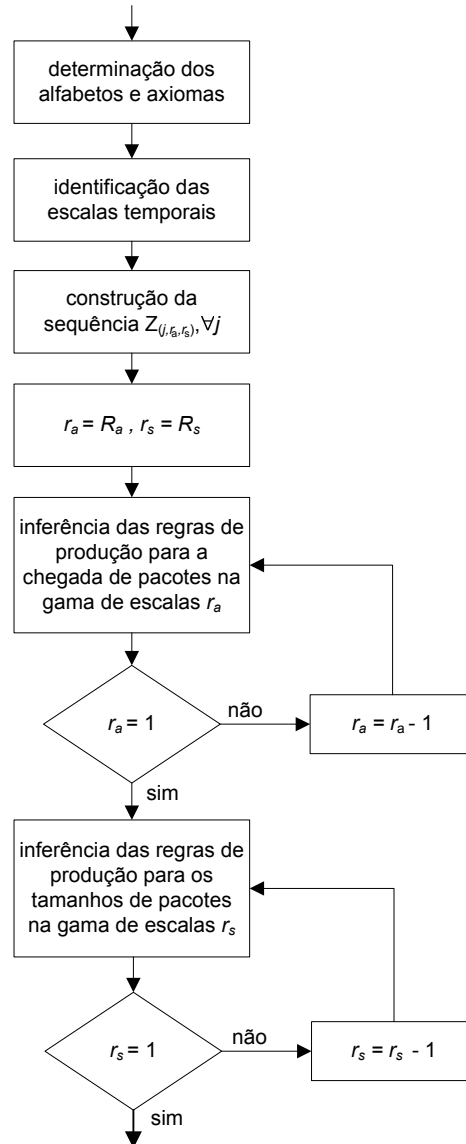 determinação dos
alfabetos e axiomas
identificação das
escalas temporais
construção da
sequência Z(j,ra,rs),∀j
ra = Ra , rs = Rs
inferência das regras de
produção para a
chegada de pacotes na
gama de escalas ra
ra = 1
não
ra = ra - 1
sim
inferência das regras de
produção para os
tamanhos de pacotes
na gama de escalas rs
rs = 1
não
rs = rs - 1
sim